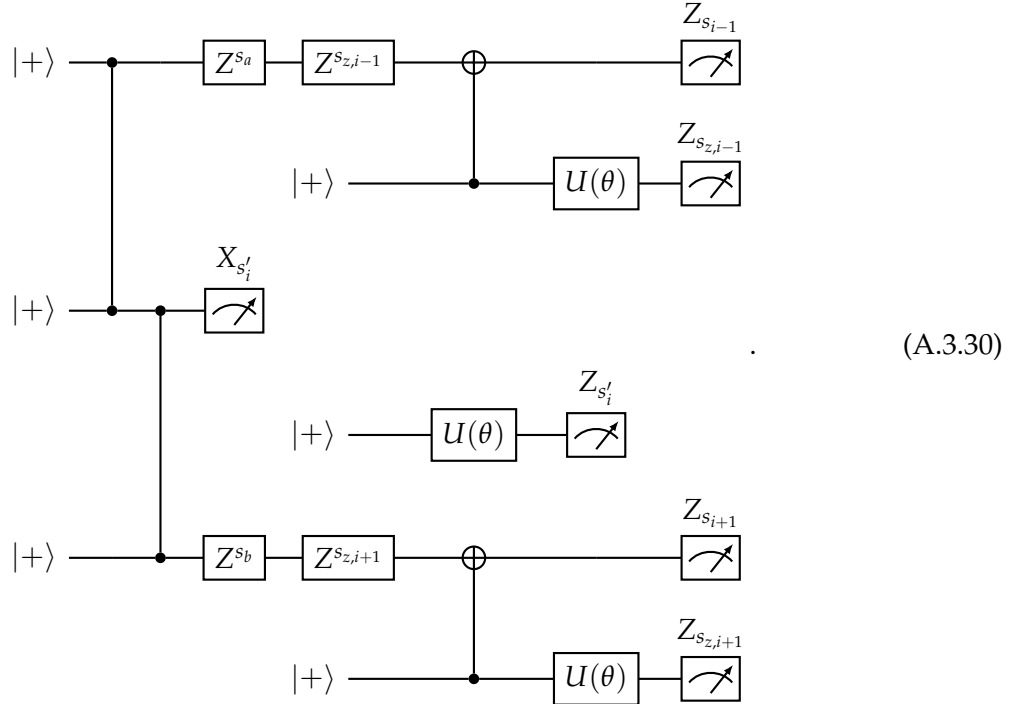 Z_{s_{i−1}}
|+⟩ Z^{s_a} Z^{s_{z,i−1}}
Z_{s_{z,i−1}}
|+⟩ U(θ)
X_{s′_i}
|+⟩
. (A.3.30)
Z_{s′_i}
|+⟩ U(θ)
Z_{s_{i+1}}
|+⟩ Z^{s_b} Z^{s_{z,i+1}}
Z_{s_{z,i+1}}
|+⟩ U(θ)